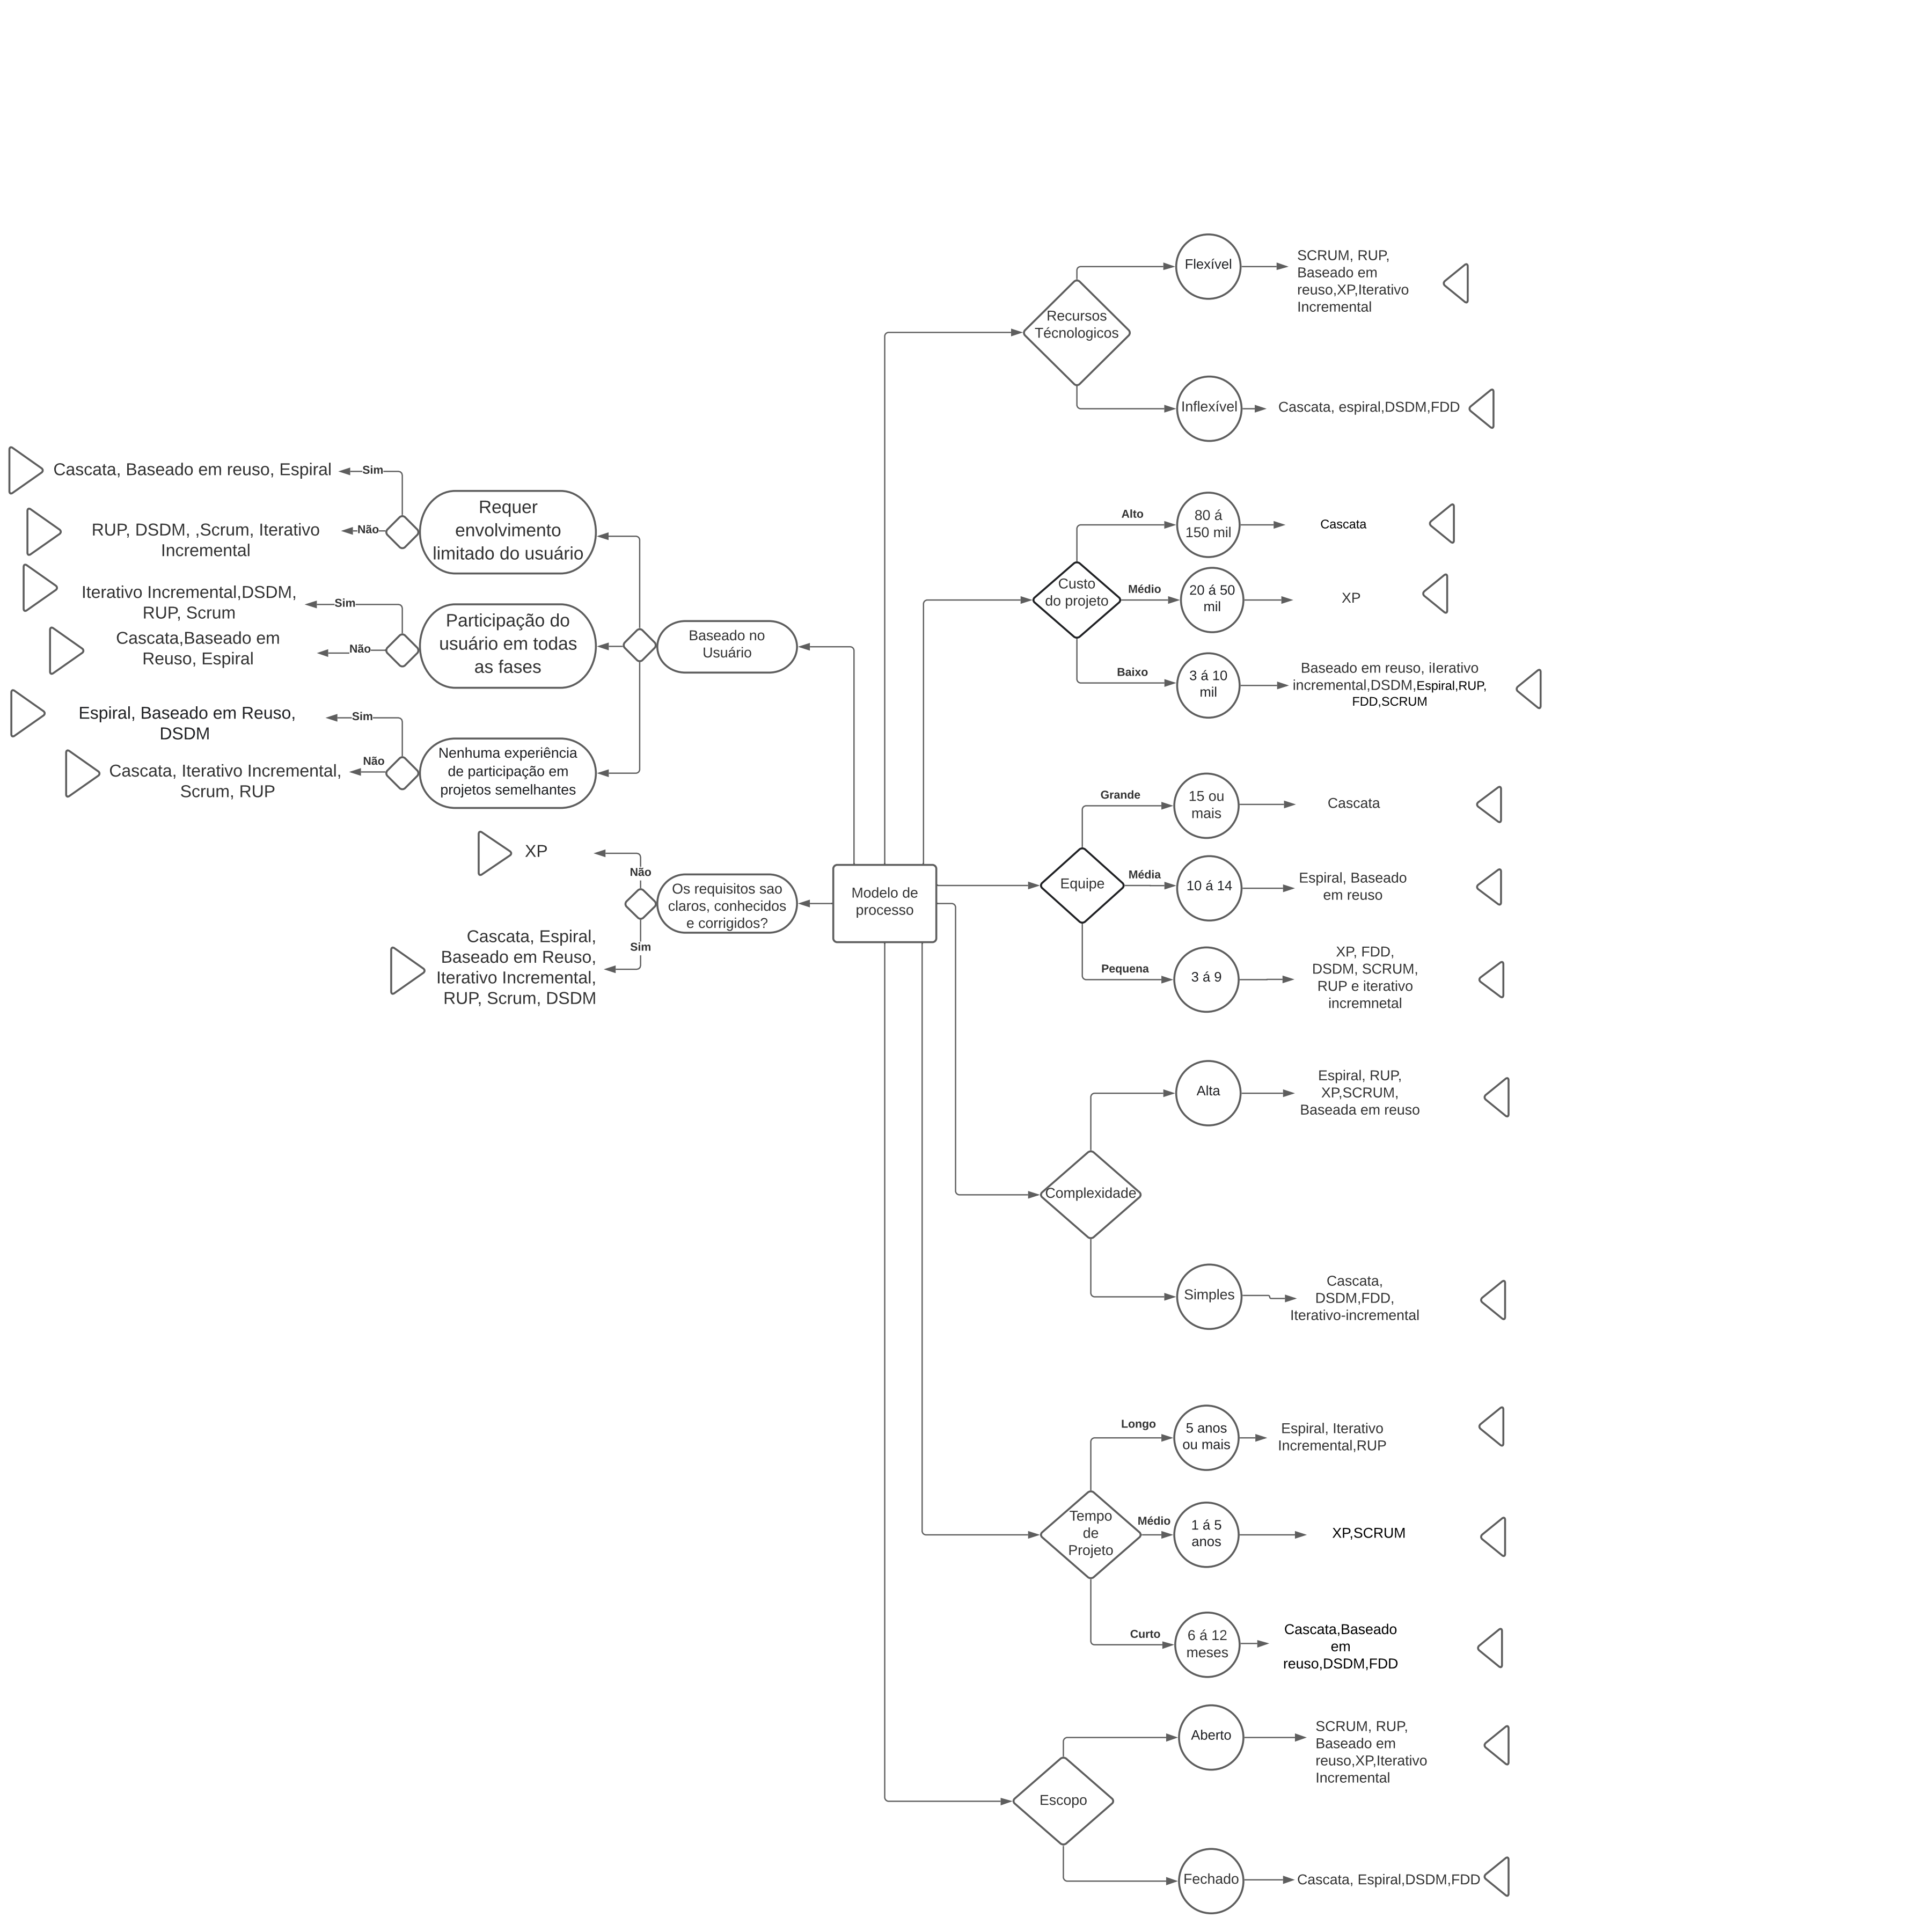 Cascata, Baseado em reuso, Espiral
Sim
RUP, DSDM, ,Scrum, Iterativo
Incremental
Não
Requer
envolvimento
limitado do usuário
Iterativo Incremental,DSDM,
RUP, Scrum
Sim
Cascata,Baseado em
Reuso, Espiral
Não
Participação do
usuário em todas
as fases
Espiral, Baseado em Reuso,
DSDM
Sim
Cascata, Iterativo Incremental,
Scrum, RUP
Não
Nenhuma experiência
de participação em
projetos semelhantes
Baseado no
Usuário
XP
Não
Os requisitos sao
claros, conhecidos
e corrigidos?
Sim
Cascata, Espiral,
Baseado em Reuso,
Iterativo Incremental,
RUP, Scrum, DSDM
Modelo de
processo
Recursos
Técnologicos
Flexível
SCRUM, RUP,
Baseado em
reuso,XP,Iterativo
Incremental
Inflexível
Cascata, espiral,DSDM,FDD
Custo
do projeto
Alto
80 á
150 mil
Cascata
Médio
20 á 50
mil
XP
Baixo
3 á 10
mil
Baseado em reuso, iIerativo
incremental,DSDM,Espiral,RUP,
FDD,SCRUM
Equipe
Grande
15 ou
mais
Cascata
Média
10 á 14
Espiral, Baseado
em reuso
Pequena
3 á 9
XP, FDD,
DSDM, SCRUM,
RUP e iterativo
incremnetal
Complexidade
Alta
Espiral, RUP,
XP,SCRUM,
Baseada em reuso
Simples
Cascata,
DSDM,FDD,
Iterativo-incremental
Tempo
de
Projeto
Longo
5 anos
ou mais
Espiral, Iterativo
Incremental,RUP
Médio
1 á 5
anos
XP,SCRUM
Curto
6 á 12
meses
Cascata,Baseado
em
reuso,DSDM,FDD
Escopo
Aberto
SCRUM, RUP,
Baseado em
reuso,XP,Iterativo
Incremental
Fechado
Cascata, Espiral,DSDM,FDD